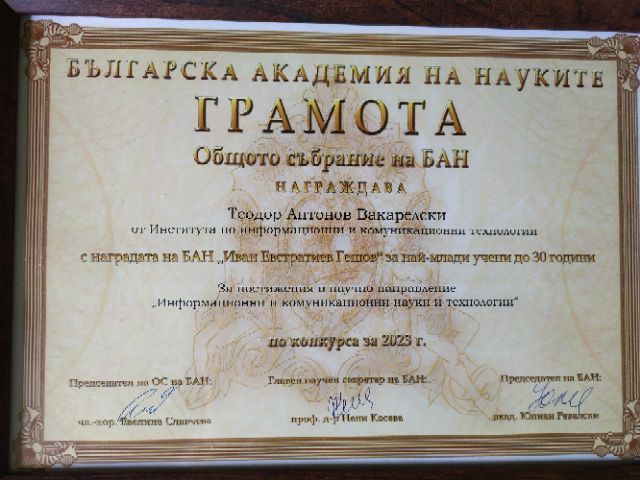 БЪЛГАРСКА АКАДЕМИЯ НА НАУКИТЕ
ГРАМОТА
Общото събрание на БАН
НАГРАЖДАВА
Теодор Антонов Вакарелски
от Института по информационни и комуникационни технологии
с наградата на БАН „Иван Евстратиев Гешов“ за най-млади учени до 30 години
За постижения в научно направление
„Информационни и комуникационни науки и технологии“
по конкурса за 2023 г.
Председател на ОС на БАН: Главен научен секретар на БАН: Председател на БАН:
чл.-кор. Евелина Славчева проф. д-р Нели Косева акад. Юлиан Ревалски